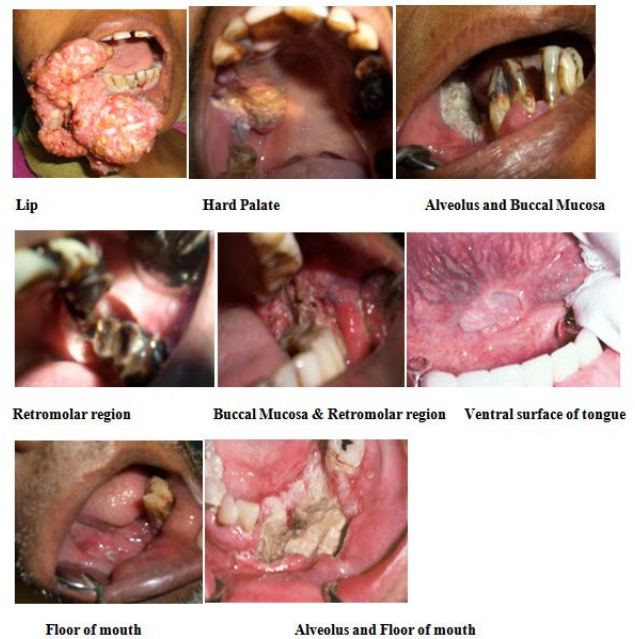 Lip Hard Palate Alveolus and Buccal Mucosa
Retromolar region Buccal Mucosa & Retromolar region Ventral surface of tongue
Floor of mouth Alveolus and Floor of mouth